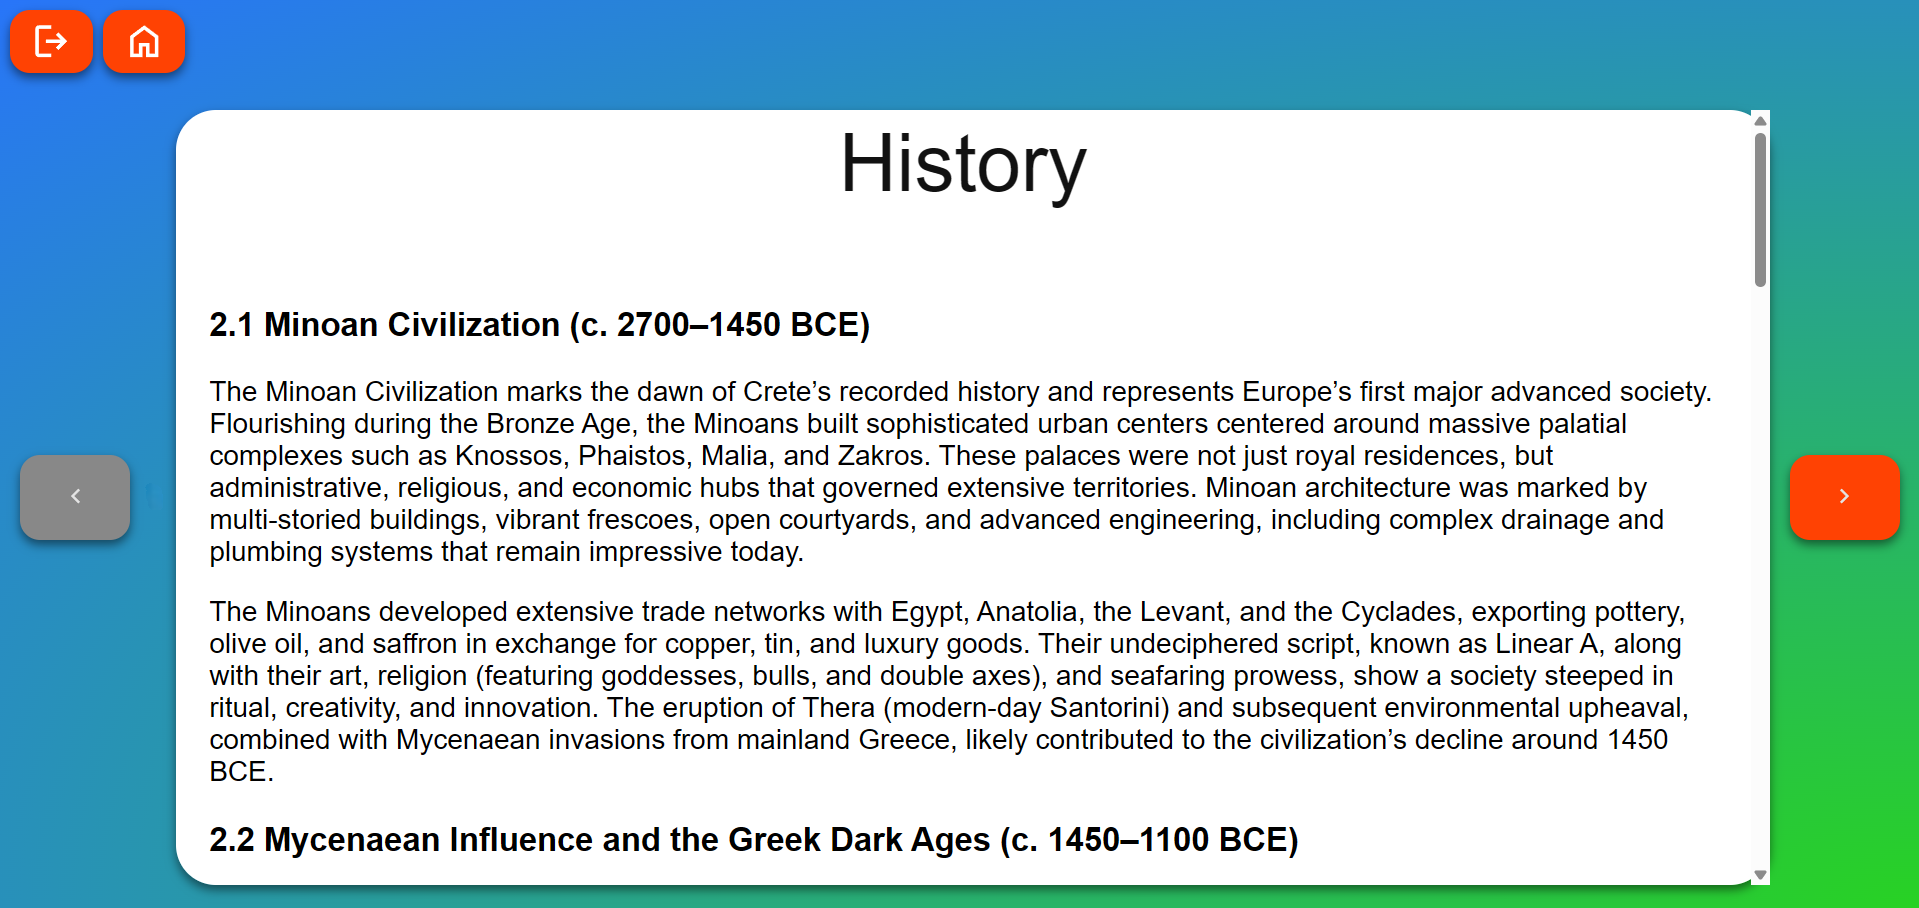 History
2.1 Minoan Civilization (c. 2700–1450 BCE)
The Minoan Civilization marks the dawn of Crete’s recorded history and represents Europe’s first major advanced society.
Flourishing during the Bronze Age, the Minoans built sophisticated urban centers centered around massive palatial
complexes such as Knossos, Phaistos, Malia, and Zakros. These palaces were not just royal residences, but
administrative, religious, and economic hubs that governed extensive territories. Minoan architecture was marked by
multi-storied buildings, vibrant frescoes, open courtyards, and advanced engineering, including complex drainage and
plumbing systems that remain impressive today.
The Minoans developed extensive trade networks with Egypt, Anatolia, the Levant, and the Cyclades, exporting pottery,
olive oil, and saffron in exchange for copper, tin, and luxury goods. Their undeciphered script, known as Linear A, along
with their art, religion (featuring goddesses, bulls, and double axes), and seafaring prowess, show a society steeped in
ritual, creativity, and innovation. The eruption of Thera (modern-day Santorini) and subsequent environmental upheaval,
combined with Mycenaean invasions from mainland Greece, likely contributed to the civilization’s decline around 1450
BCE.
2.2 Mycenaean Influence and the Greek Dark Ages (c. 1450–1100 BCE)